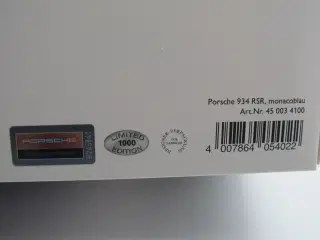 Porsche 934 RSR, monacoblau
Art.Nr. 45 003 4100
PORSCHE
LIMITED
1000
EDITION
4 007864 054022